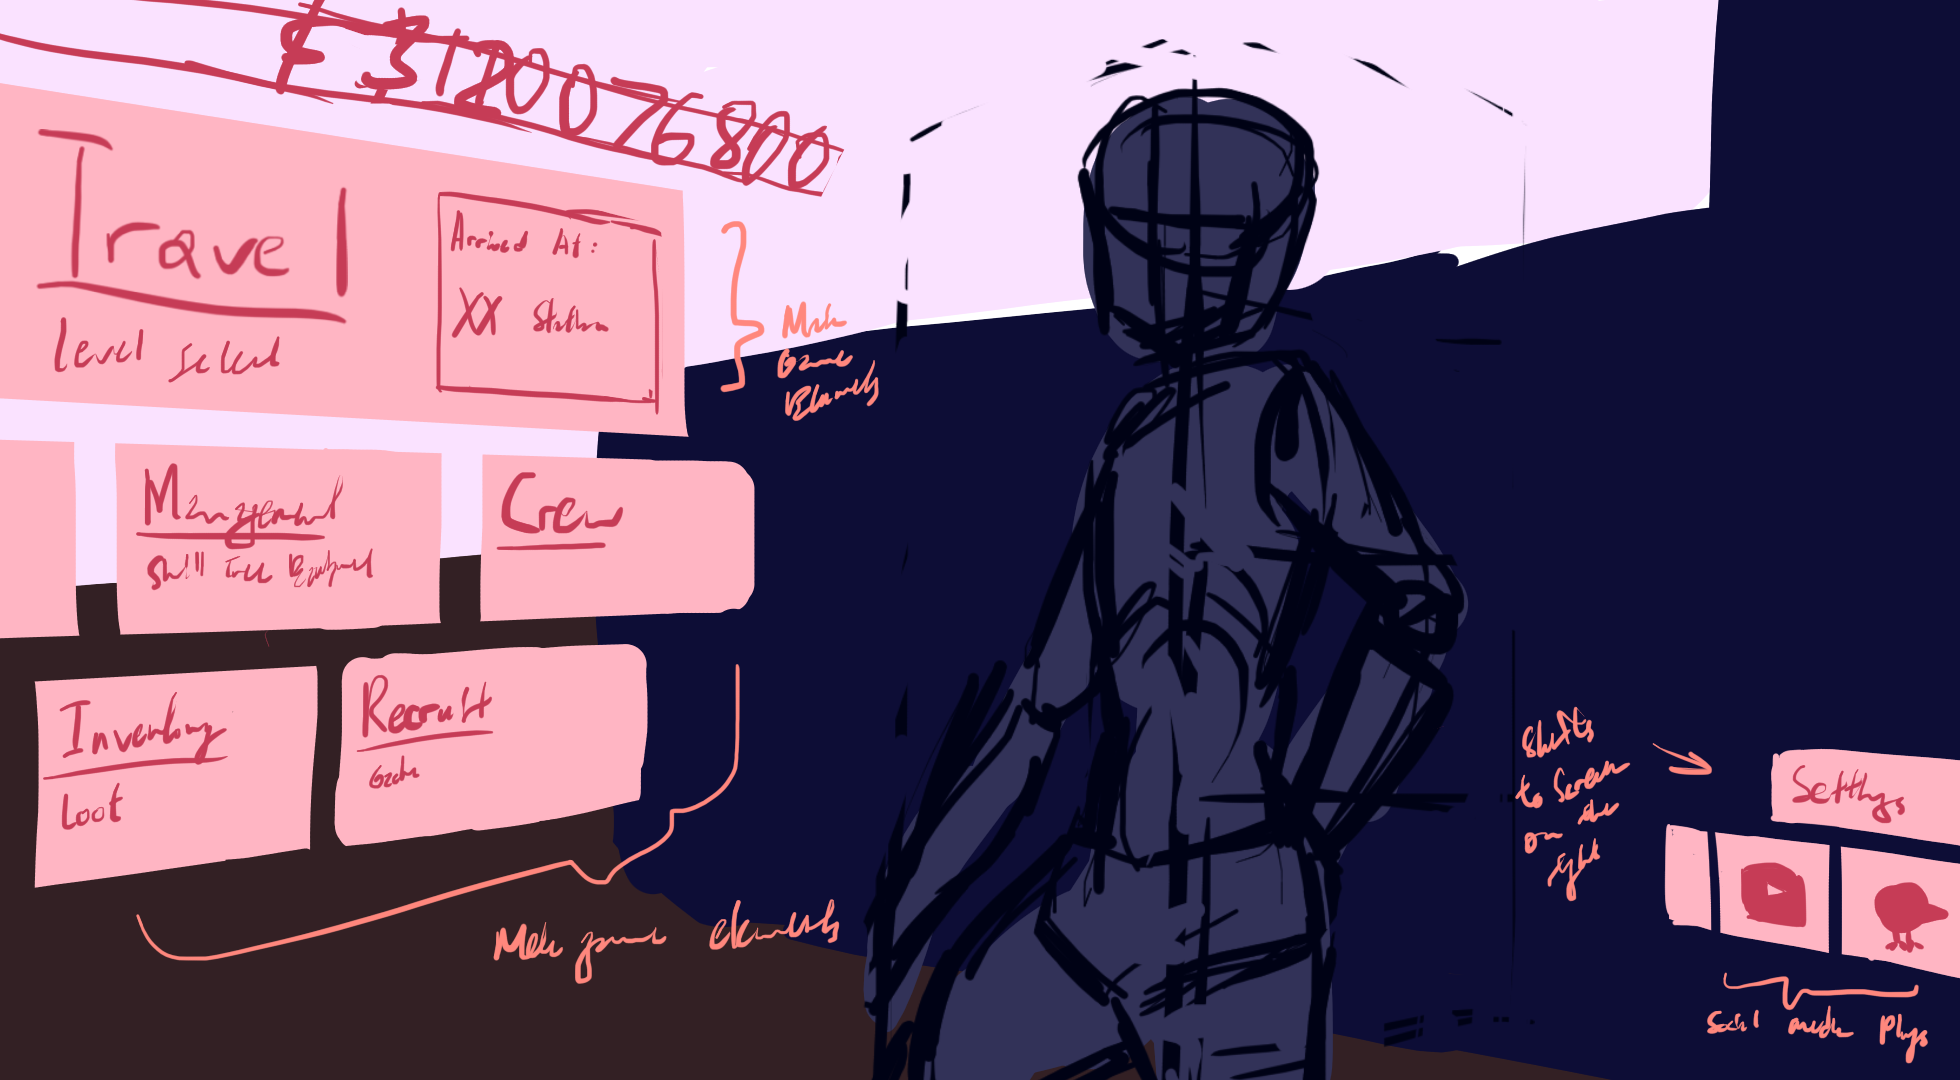 £ 3120076800
Travel
level select
Arrived At:
XX Station
Main
Game
Elements
Management
Skill Tree Equipment
Crew
Inventory
Loot
Recruit
Gacha
Main game elements
Shifts
to Screen
on the
right
Settings
Social media Plugs